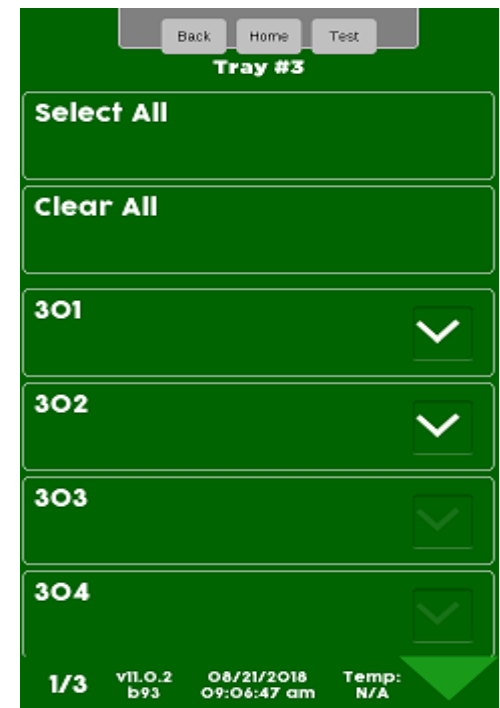 Back Home Test
Tray #3
Select All
Clear All
301
302
303
304
1/3 v11.0.2 08/21/2018 Temp:
b93 09:06:47 am N/A